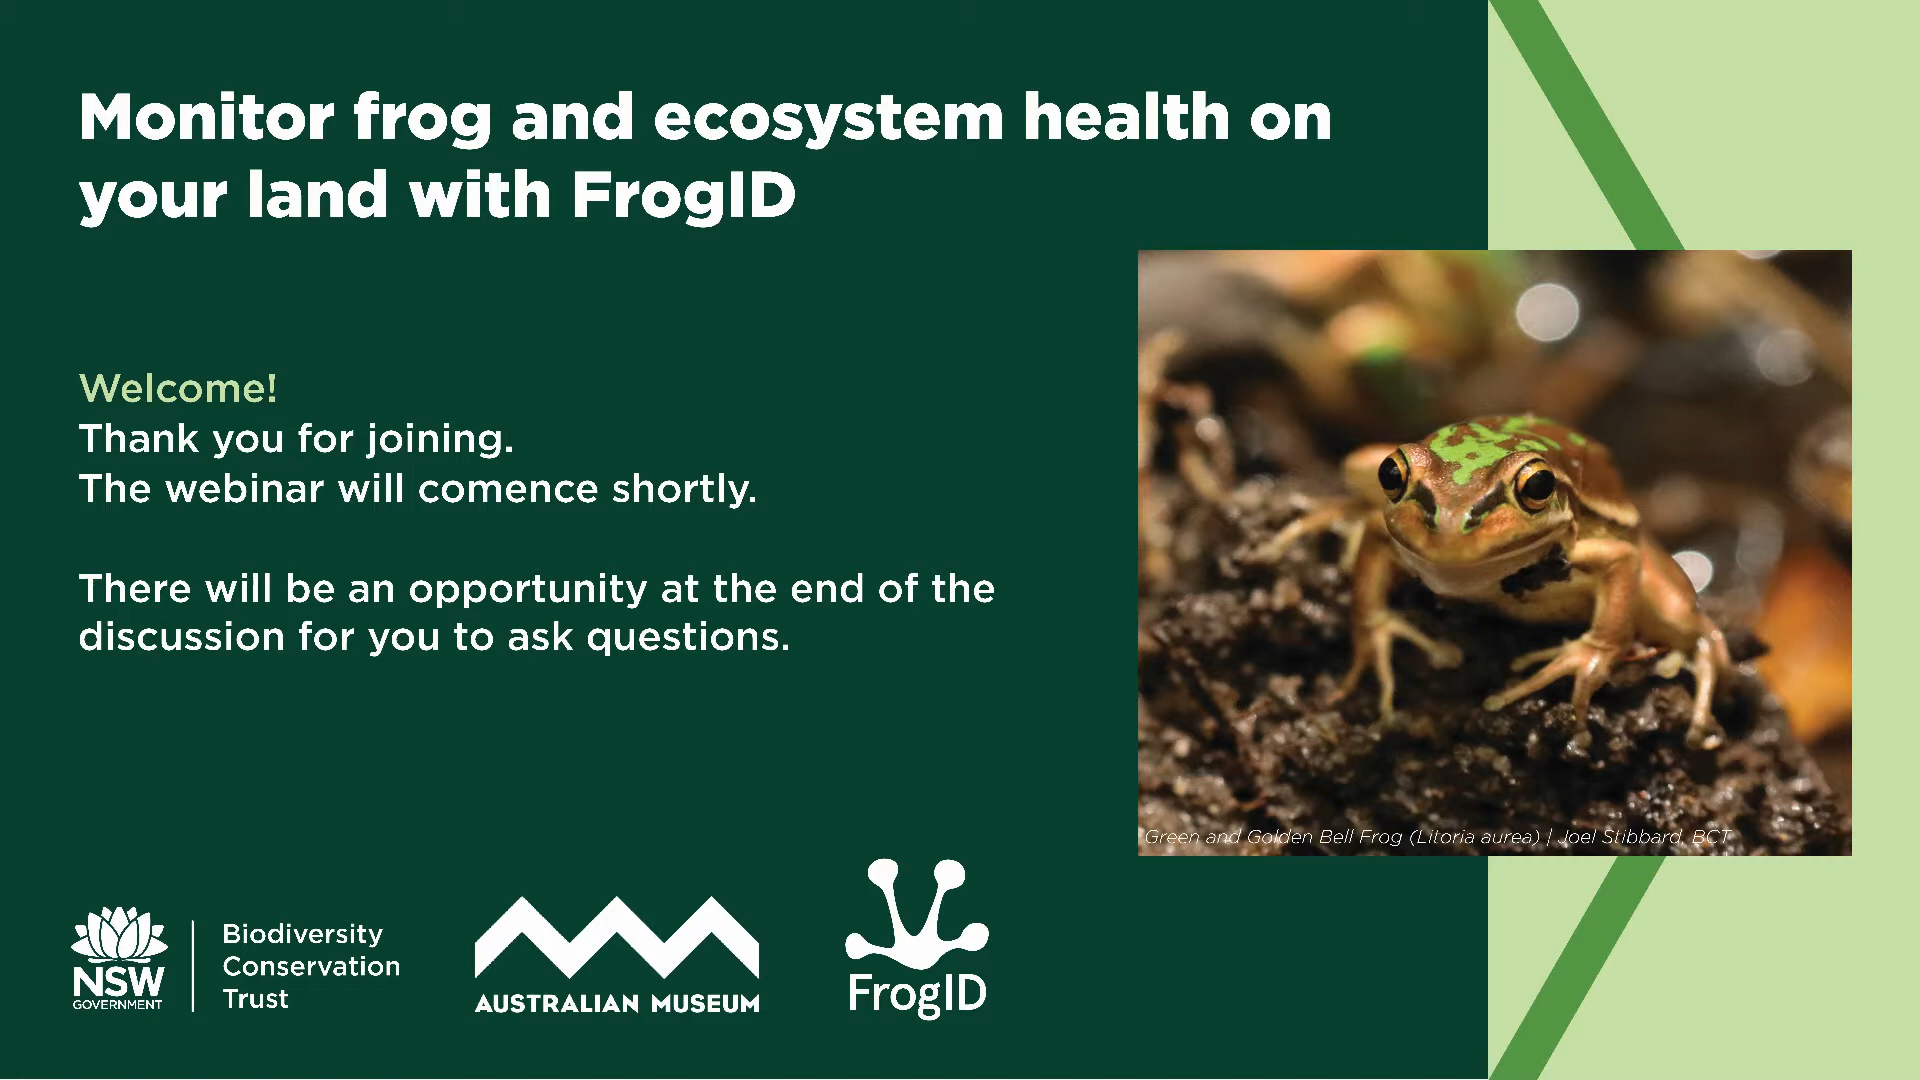 Monitor frog and ecosystem health on
your land with FrogID
Welcome!
Thank you for joining.
The webinar will comence shortly.
There will be an opportunity at the end of the
discussion for you to ask questions.
Green and Golden Bell Frog (Litoria aurea) | Joel Stibbard, BCT
NSW
GOVERNMENT
Biodiversity
Conservation
Trust
AUSTRALIAN MUSEUM
FrogID